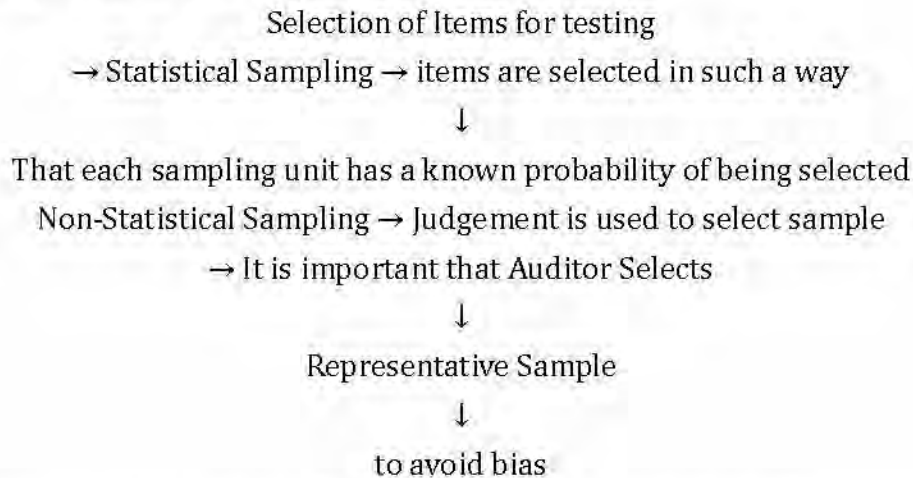 Selection of Items for testing
→ Statistical Sampling → items are selected in such a way
↓
That each sampling unit has a known probability of being selected
Non-Statistical Sampling → Judgement is used to select sample
→ It is important that Auditor Selects
↓
Representative Sample
↓
to avoid bias